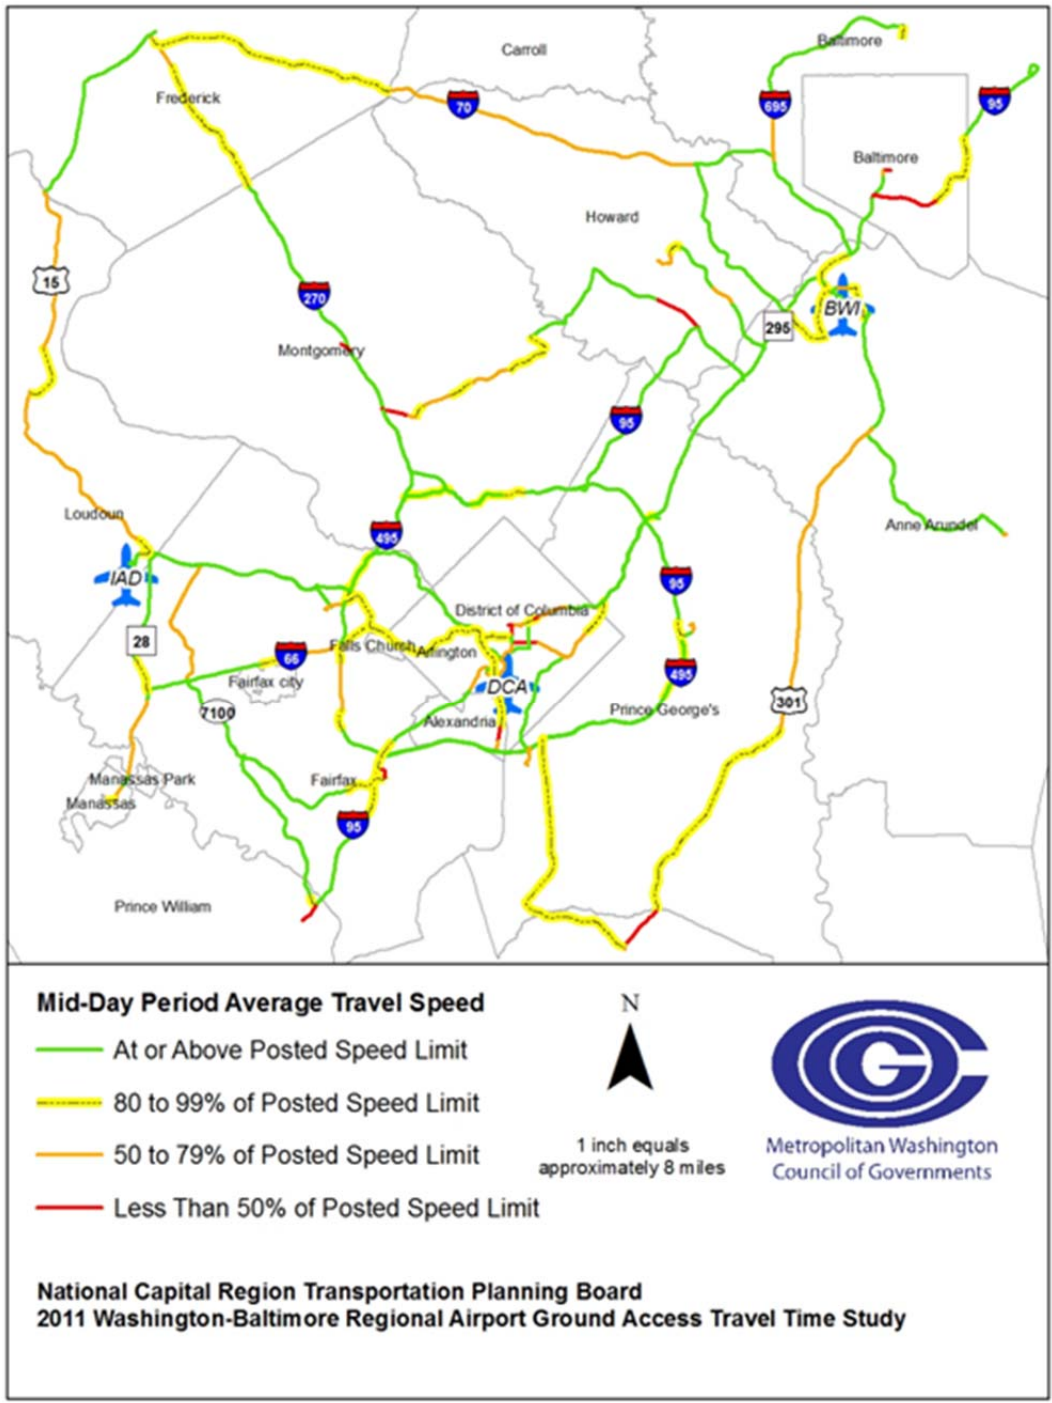 Carroll
Baltimore
Frederick
70
695
95
Baltimore
Howard
15
270
BWI
295
Montgomery
95
Loudoun
Anne Arundel
495
IAD
95
District of Columbia
28
Falls Church
Arlington
66
495
Fairfax city
DCA
301
7100
Alexandria
Prince George's
Manassas Park
Fairfax
Manassas
95
Prince William
Mid-Day Period Average Travel Speed
At or Above Posted Speed Limit
80 to 99% of Posted Speed Limit
50 to 79% of Posted Speed Limit
Less Than 50% of Posted Speed Limit
N
1 inch equals
approximately 8 miles
COG
Metropolitan Washington
Council of Governments
National Capital Region Transportation Planning Board
2011 Washington-Baltimore Regional Airport Ground Access Travel Time Study